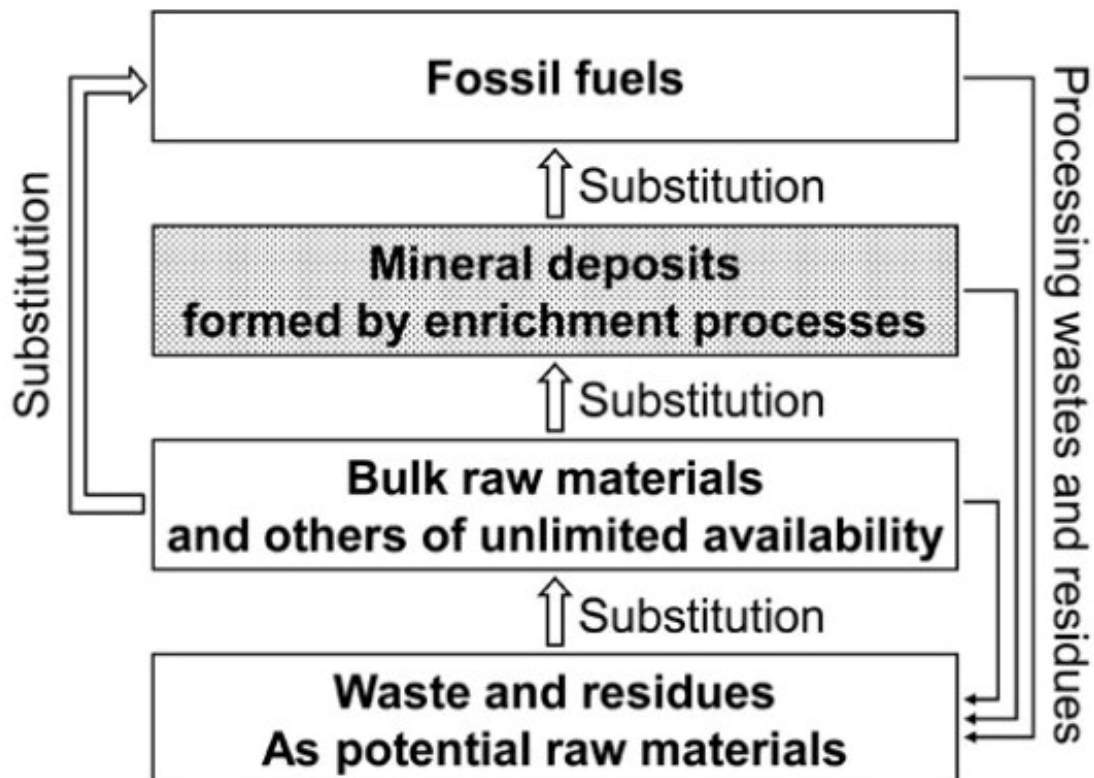 Fossil fuels
Substitution
Mineral deposits
formed by enrichment processes
Substitution
Bulk raw materials
and others of unlimited availability
Substitution
Waste and residues
As potential raw materials
Substitution
Processing wastes and residues